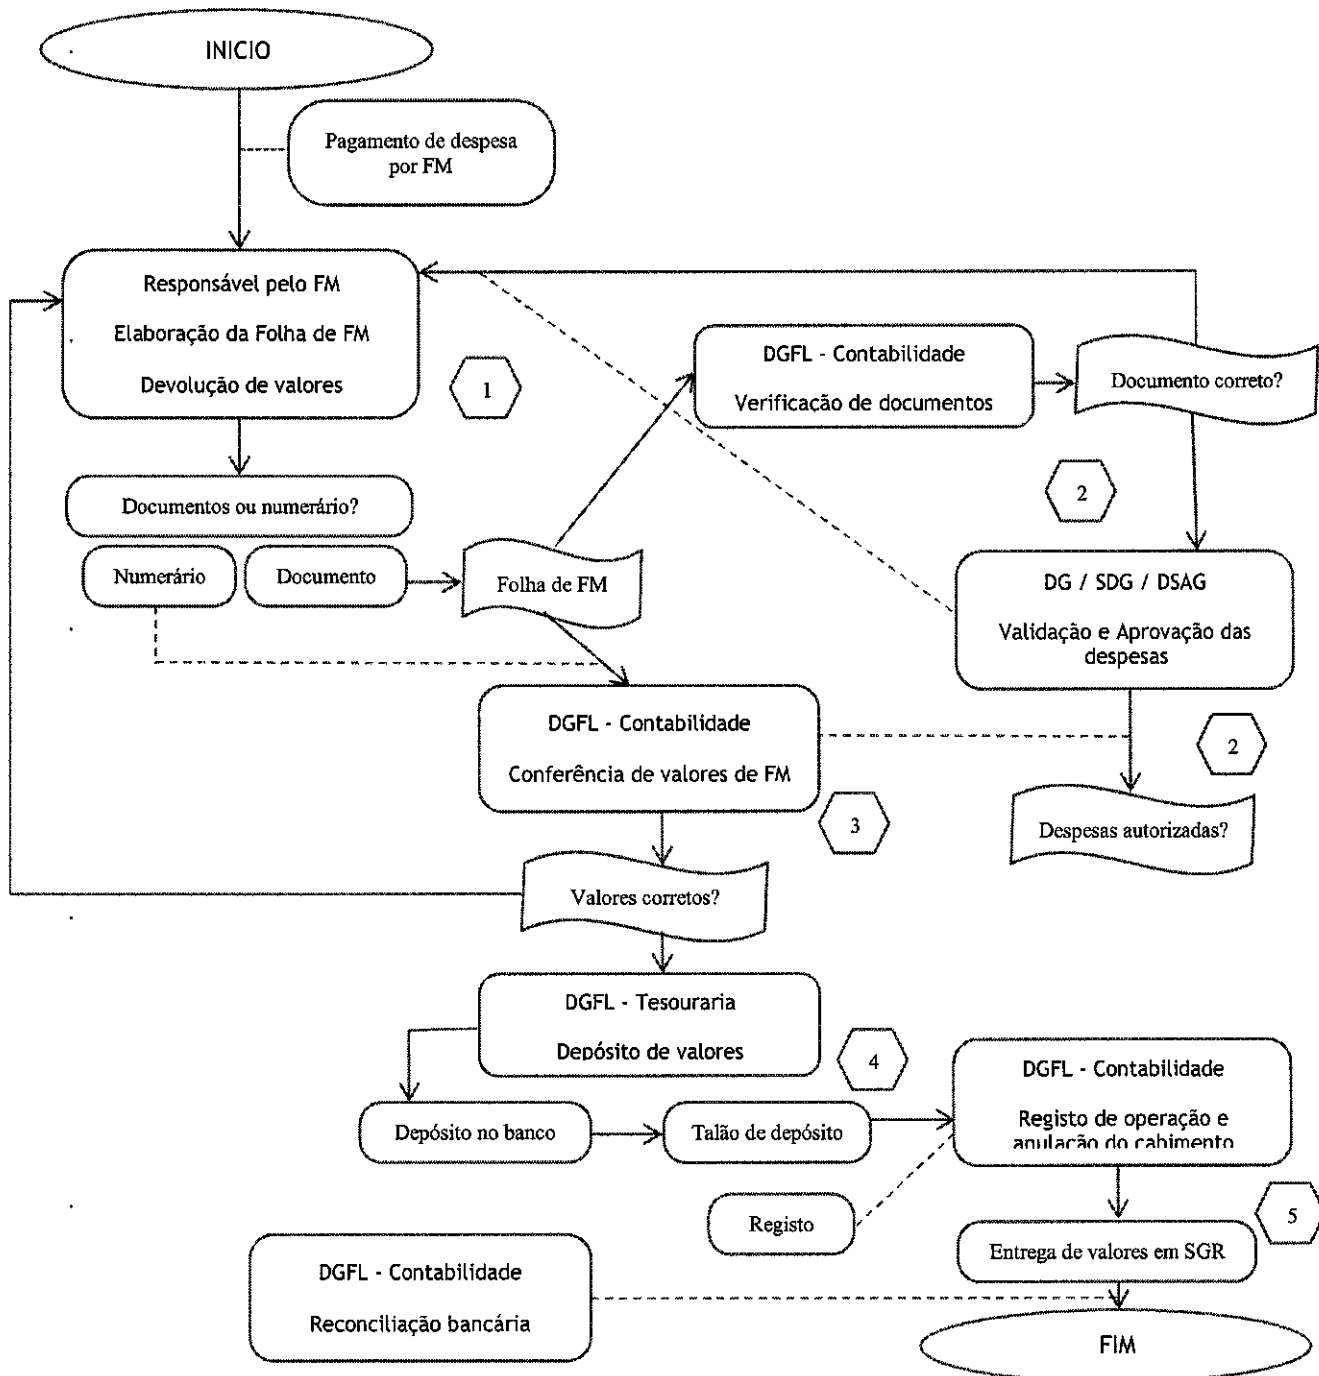 INICIO
Pagamento de despesa
por FM
Responsável pelo FM
Elaboração da Folha de FM
Devolução de valores
1
DGFL - Contabilidade
Verificação de documentos
Documento correto?
Documentos ou numerário?
Numerário
Documento
Folha de FM
2
DG / SDG / DSAG
Validação e Aprovação das
despesas
DGFL - Contabilidade
Conferência de valores de FM
2
3
Despesas autorizadas?
Valores corretos?
DGFL - Tesouraria
Depósito de valores
4
DGFL - Contabilidade
Registo de operação e
anulação do cabimento
Depósito no banco
Talão de depósito
Registo
5
Entrega de valores em SGR
DGFL - Contabilidade
Reconciliação bancária
FIM